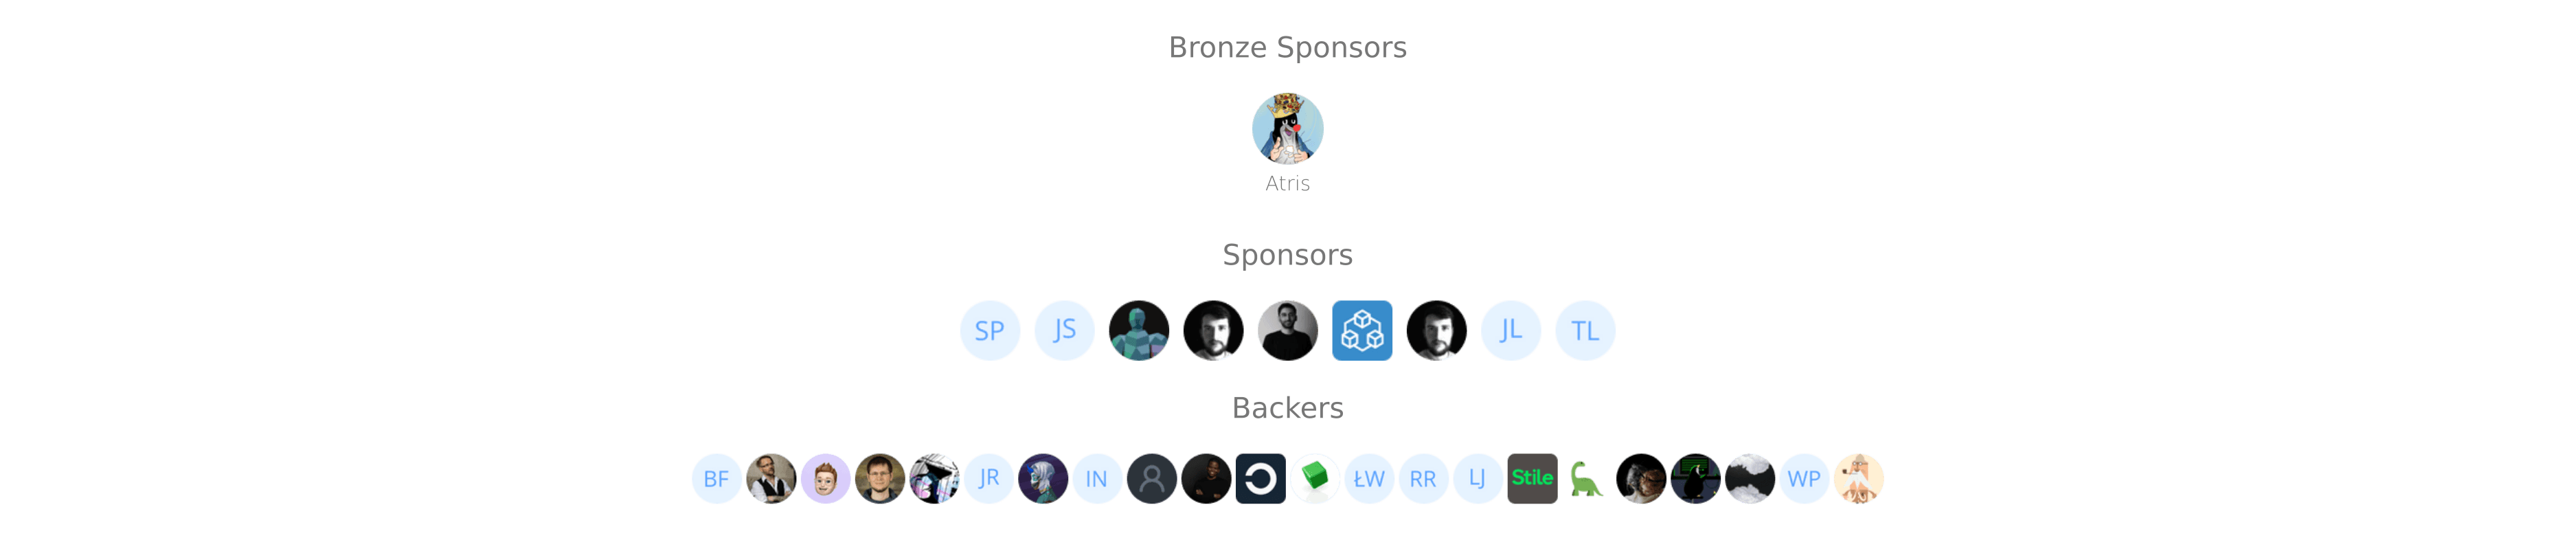 Bronze Sponsors
Atris
Sponsors
SP JS JL TL
Backers
BF JR IN ŁW RR LJ Stile WP